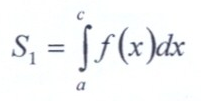 S₁ = ∫ₐᶜ f(x)dx